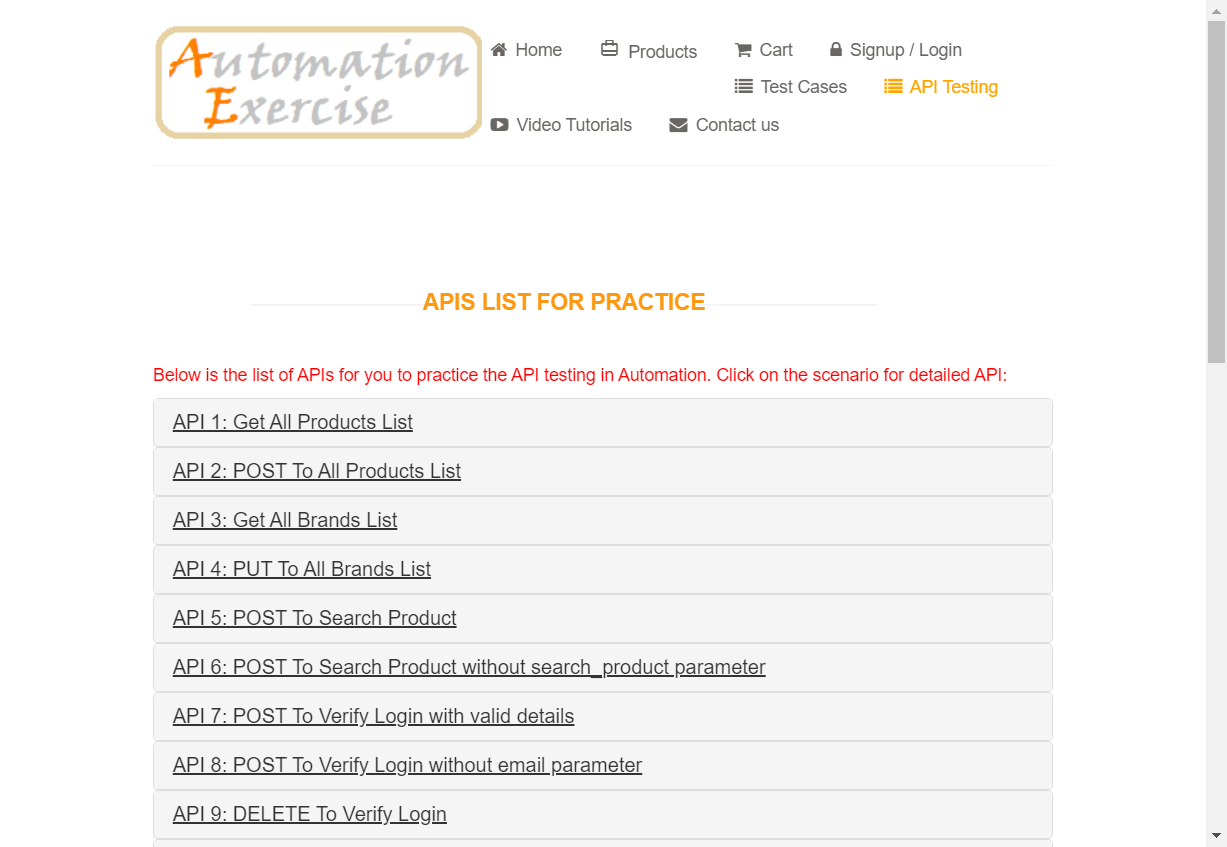 Automation
Exercise
Home Products Cart Signup / Login
Test Cases API Testing
Video Tutorials Contact us
APIS LIST FOR PRACTICE
Below is the list of APIs for you to practice the API testing in Automation. Click on the scenario for detailed API:
API 1: Get All Products List
API 2: POST To All Products List
API 3: Get All Brands List
API 4: PUT To All Brands List
API 5: POST To Search Product
API 6: POST To Search Product without search_product parameter
API 7: POST To Verify Login with valid details
API 8: POST To Verify Login without email parameter
API 9: DELETE To Verify Login